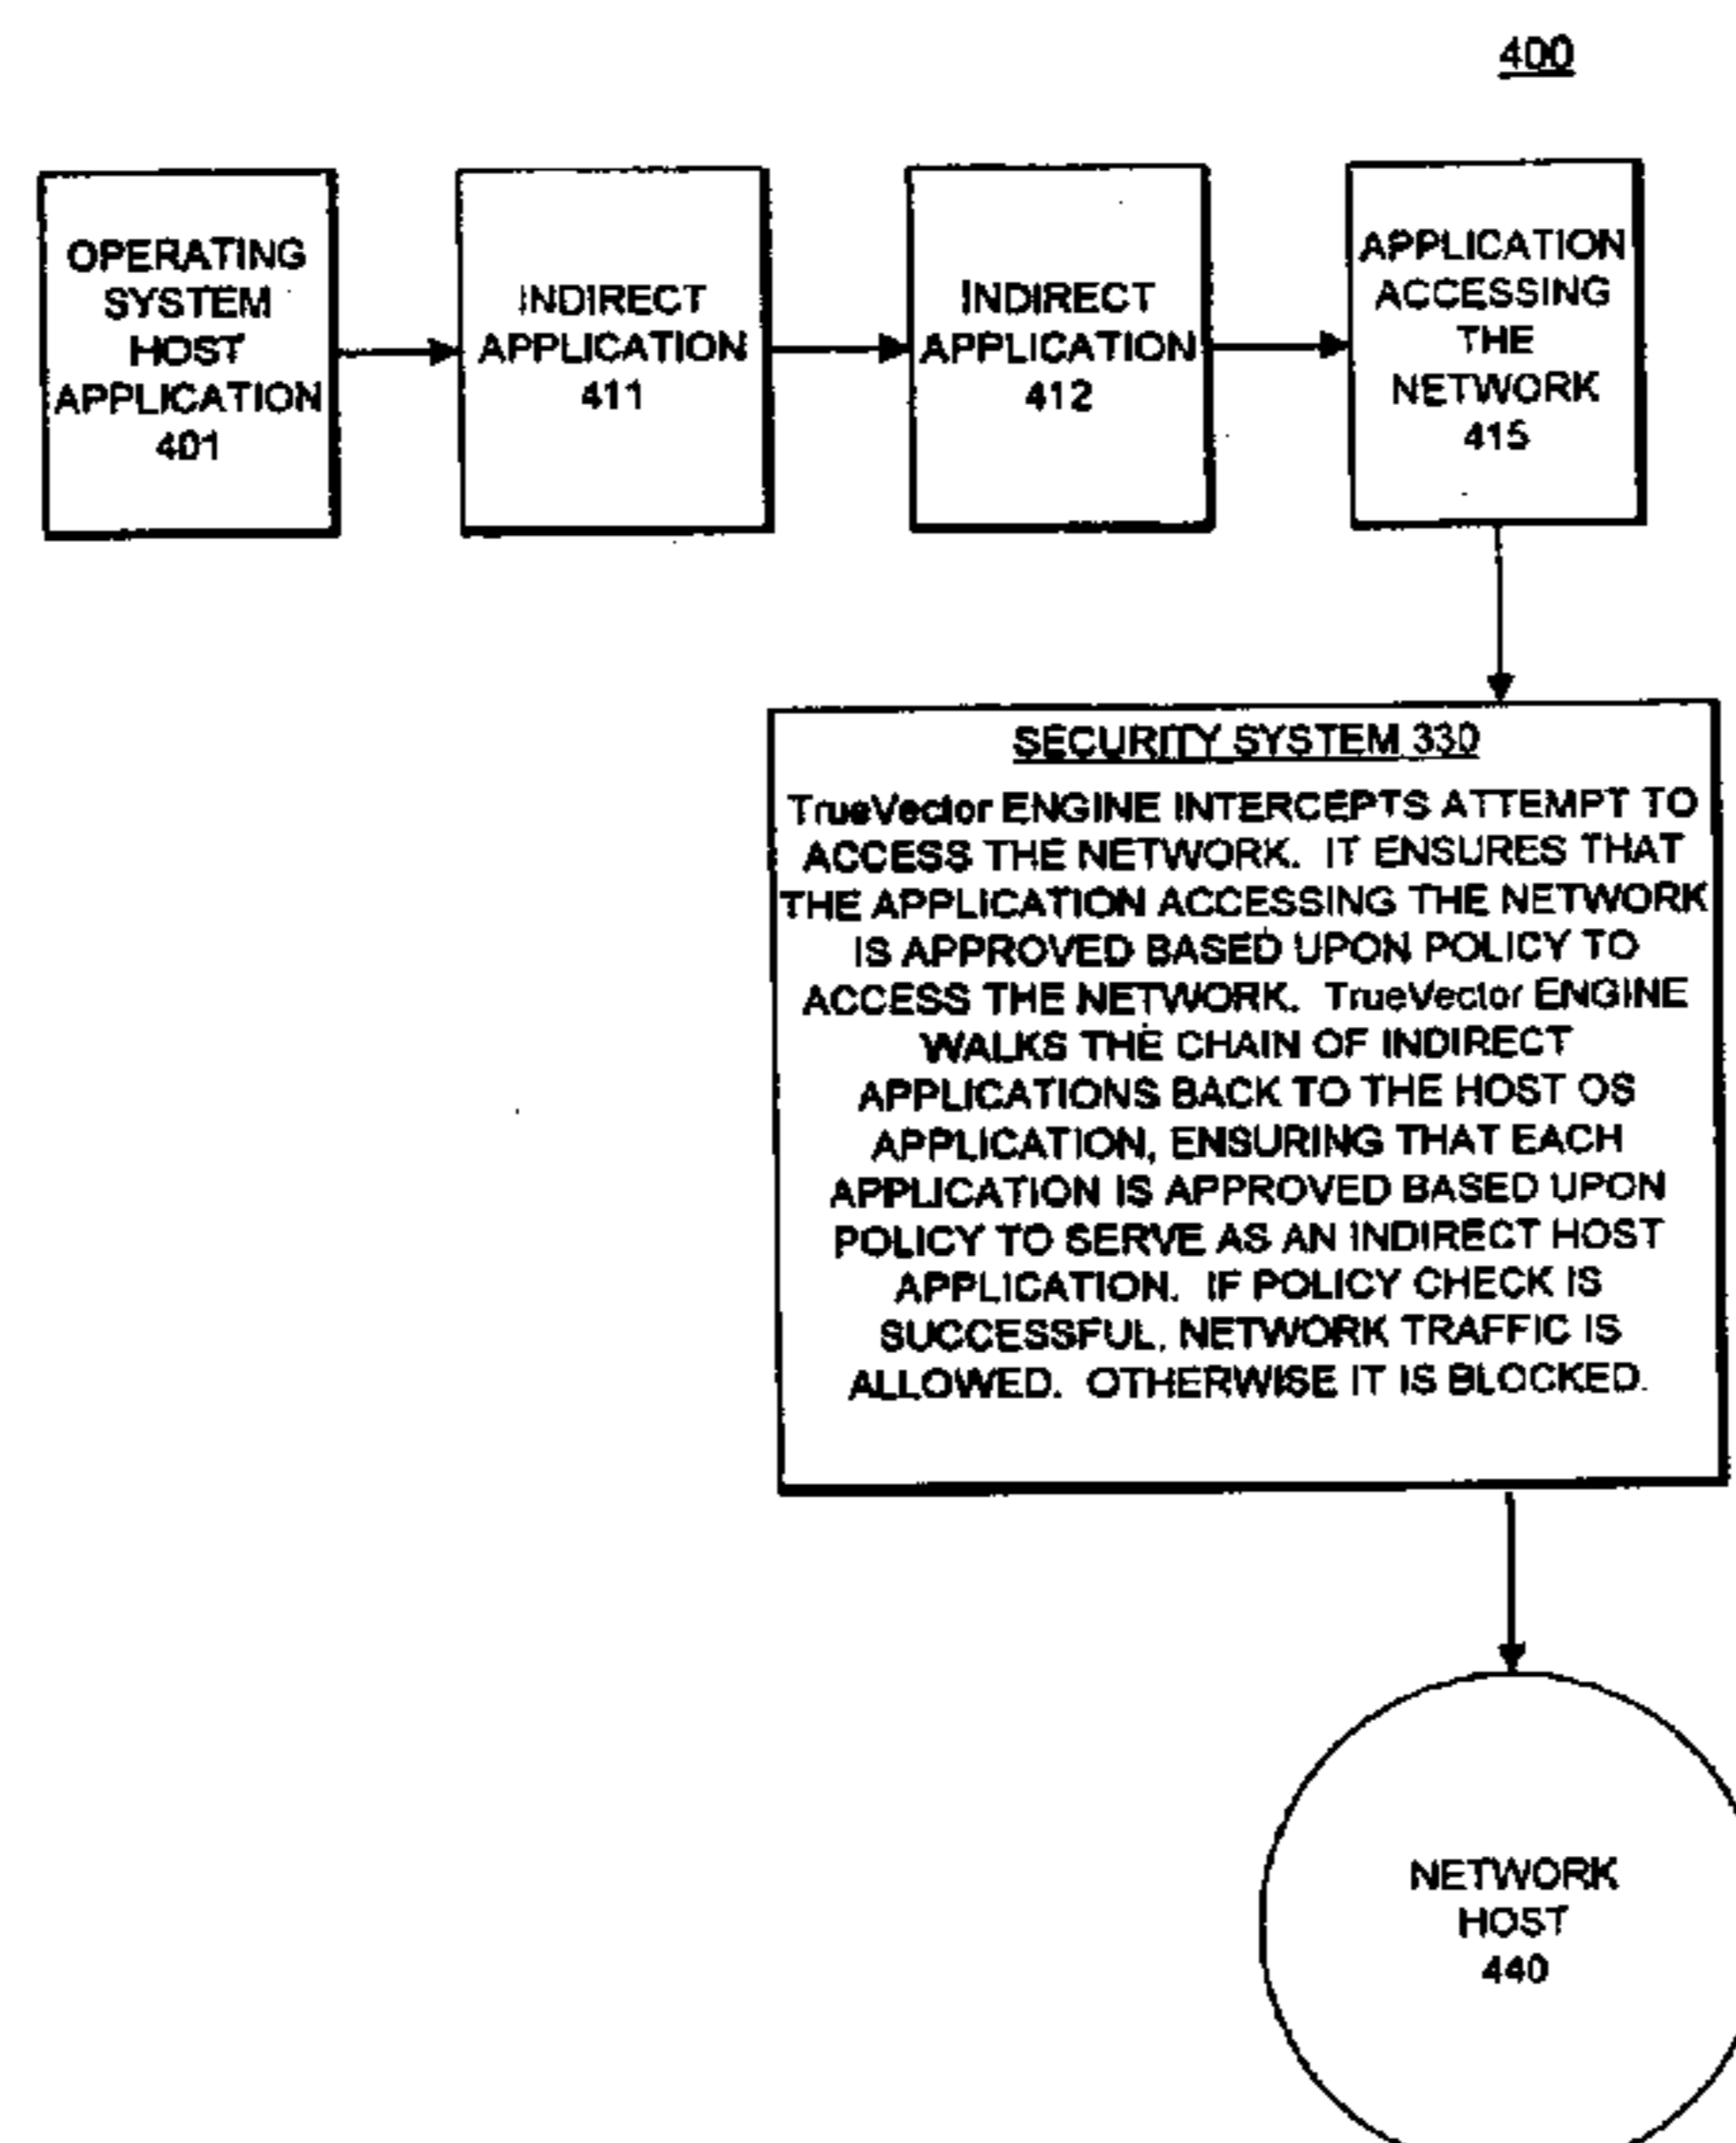 400
OPERATING
SYSTEM
HOST
APPLICATION
401
INDIRECT
APPLICATION
411
INDIRECT
APPLICATION
412
APPLICATION
ACCESSING
THE
NETWORK
415
SECURITY SYSTEM 330
TrueVector ENGINE INTERCEPTS ATTEMPT TO
ACCESS THE NETWORK. IT ENSURES THAT
THE APPLICATION ACCESSING THE NETWORK
IS APPROVED BASED UPON POLICY TO
ACCESS THE NETWORK. TrueVector ENGINE
WALKS THE CHAIN OF INDIRECT
APPLICATIONS BACK TO THE HOST OS
APPLICATION, ENSURING THAT EACH
APPLICATION IS APPROVED BASED UPON
POLICY TO SERVE AS AN INDIRECT HOST
APPLICATION. IF POLICY CHECK IS
SUCCESSFUL, NETWORK TRAFFIC IS
ALLOWED. OTHERWISE IT IS BLOCKED.
NETWORK
HOST
440